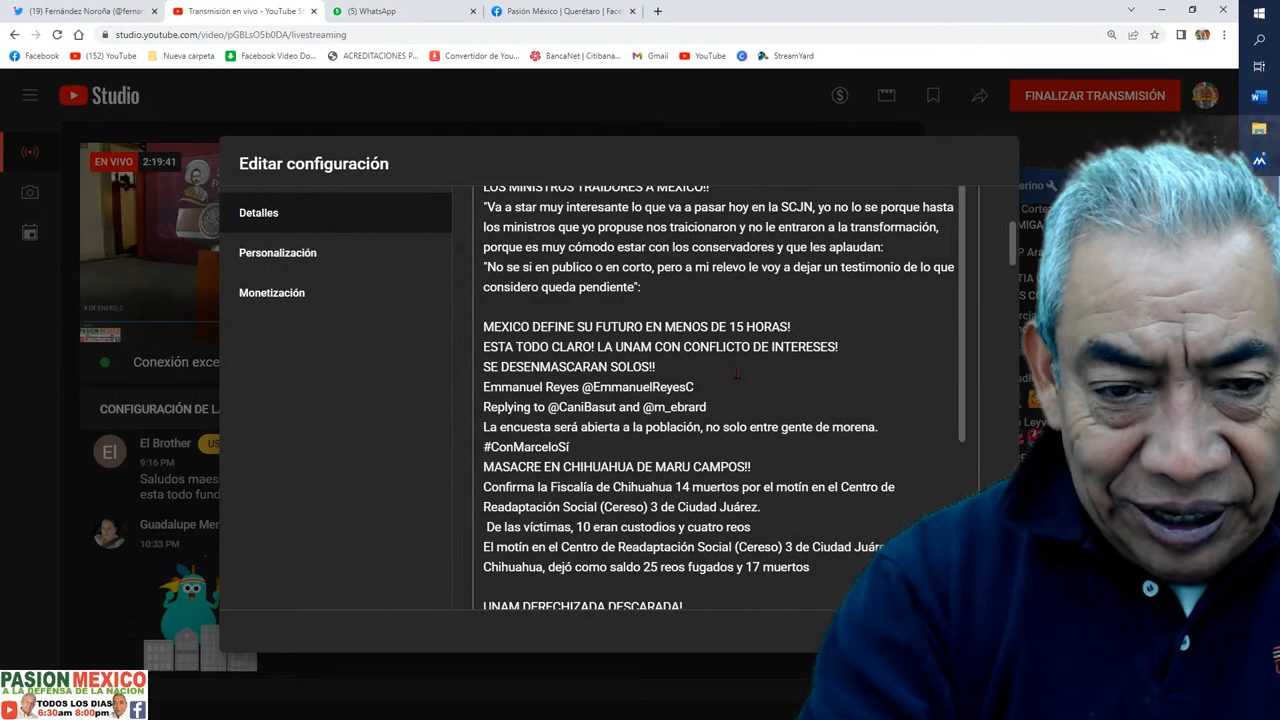 (19) Fernández Noroña (@fernan
Transmisión en vivo - YouTube S
(5) WhatsApp
Pasión México | Querétaro | Face
studio.youtube.com/video/pGBLsO5b0DA/livestreaming
Facebook
(152) YouTube
Nueva carpeta
Facebook Video Do...
ACREDITACIONES P...
Convertidor de You...
BancaNet | Citibana...
Gmail
YouTube
StreamYard
Studio
FINALIZAR TRANSMISIÓN
EN VIVO
2:19:41
Editar configuración
Detalles
Personalización
Monetización
LOS MINISTROS TRAIDORES A MEXICO!!
"Va a star muy interesante lo que va a pasar hoy en la SCJN, yo no lo se porque hasta
los ministros que yo propuse nos traicionaron y no le entraron a la transformación,
porque es muy cómodo estar con los conservadores y que les aplaudan:
"No se si en publico o en corto, pero a mi relevo le voy a dejar un testimonio de lo que
considero queda pendiente":
MEXICO DEFINE SU FUTURO EN MENOS DE 15 HORAS!
ESTA TODO CLARO! LA UNAM CON CONFLICTO DE INTERESES!
SE DESENMASCARAN SOLOS!!
Emmanuel Reyes @EmmanuelReyesC
Replying to @CaniBasut and @m_ebrard
La encuesta será abierta a la población, no solo entre gente de morena.
#ConMarceloSí
MASACRE EN CHIHUAHUA DE MARU CAMPOS!!
Confirma la Fiscalía de Chihuahua 14 muertos por el motín en el Centro de
Readaptación Social (Cereso) 3 de Ciudad Juárez.
De las víctimas, 10 eran custodios y cuatro reos
El motín en el Centro de Readaptación Social (Cereso) 3 de Ciudad Juáre
Chihuahua, dejó como saldo 25 reos fugados y 17 muertos
UNAM DERECHIZADA DESCARADA!
4 DE ENERO,
Conexión exce
CONFIGURACIÓN DE LA
El Brother
9:16 PM
Saludos maes
esta todo fund
Guadalupe Mer
10:33 PM
PASION MEXICO
A LA DEFENSA DE LA NACION
TODOS LOS DIAS
6:30am 8:00pm